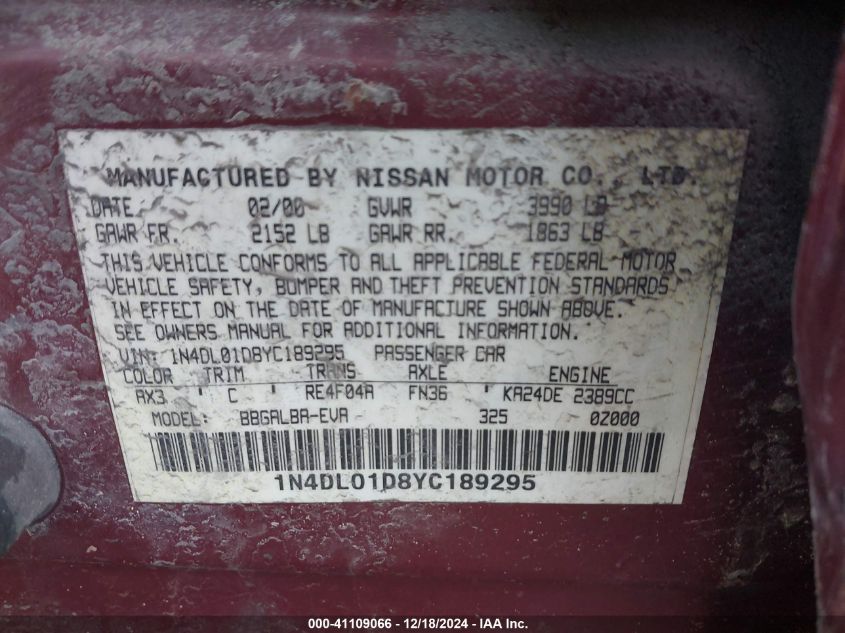 MANUFACTURED BY NISSAN MOTOR CO., LTD.
DATE 02/00 GVWR 3990 LB
GAWR FR. 2152 LB GAWR RR. 1863 LB
THIS VEHICLE CONFORMS TO ALL APPLICABLE FEDERAL MOTOR
VEHICLE SAFETY, BUMPER AND THEFT PREVENTION STANDARDS
IN EFFECT ON THE DATE OF MANUFACTURE SHOWN ABOVE.
SEE OWNERS MANUAL FOR ADDITIONAL INFORMATION.
VIN: 1N4DL01D8YC189295 PASSENGER CAR
COLOR TRIM TRANS AXLE ENGINE
AX3 C RE4F04A FN36 KA24DE 2389CC
MODEL: BBGALBA-EVA 325 0Z000
1N4DL01D8YC189295
000-41109066 - 12/18/2024 - IAA Inc.